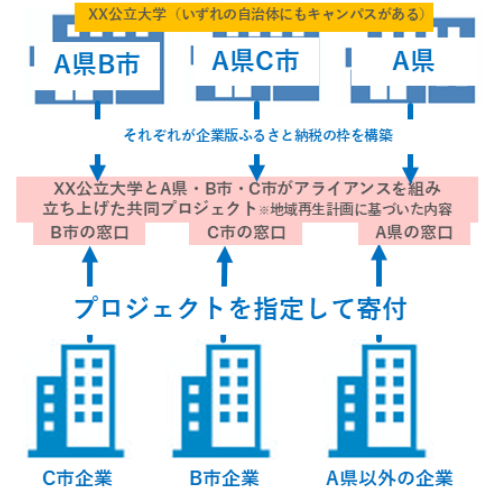 XX公立大学（いずれの自治体にもキャンパスがある）
A県B市
A県C市
A県
それぞれが企業版ふるさと納税の枠を構築
XX公立大学とA県・B市・C市がアライアンスを組み
立ち上げた共同プロジェクト※地域再生計画に基づいた内容
B市の窓口
C市の窓口
A県の窓口
プロジェクトを指定して寄付
C市企業
B市企業
A県以外の企業